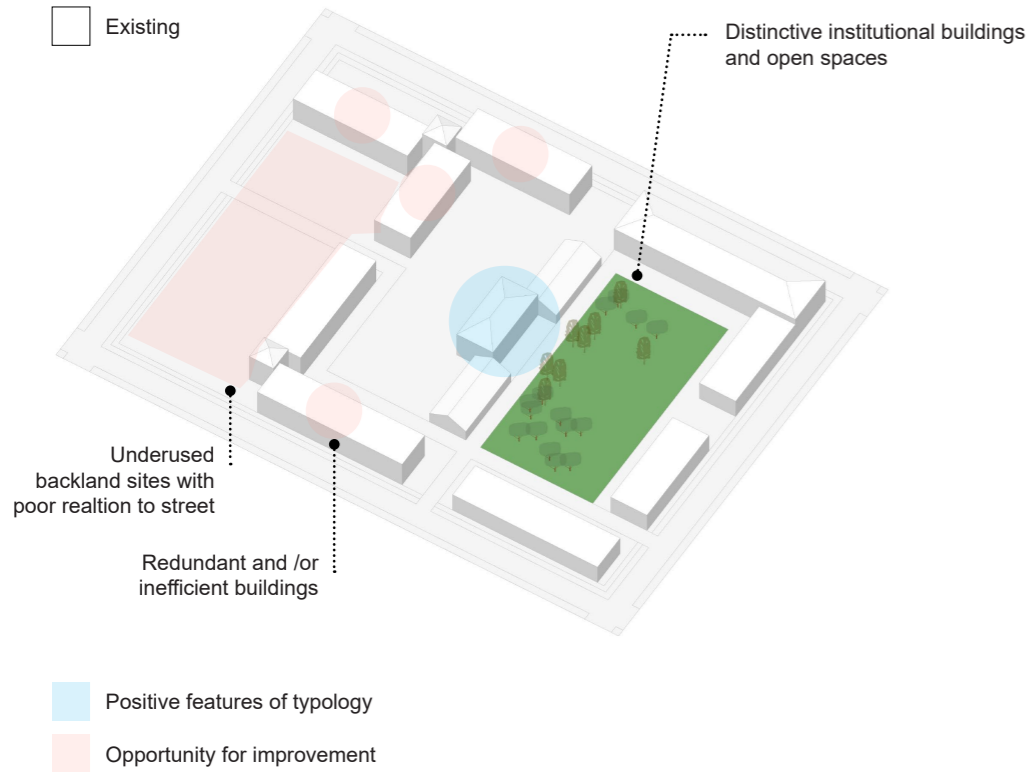 Existing
Distinctive institutional buildings
and open spaces
Underused
backland sites with
poor realtion to street
Redundant and /or
inefficient buildings
Positive features of typology
Opportunity for improvement